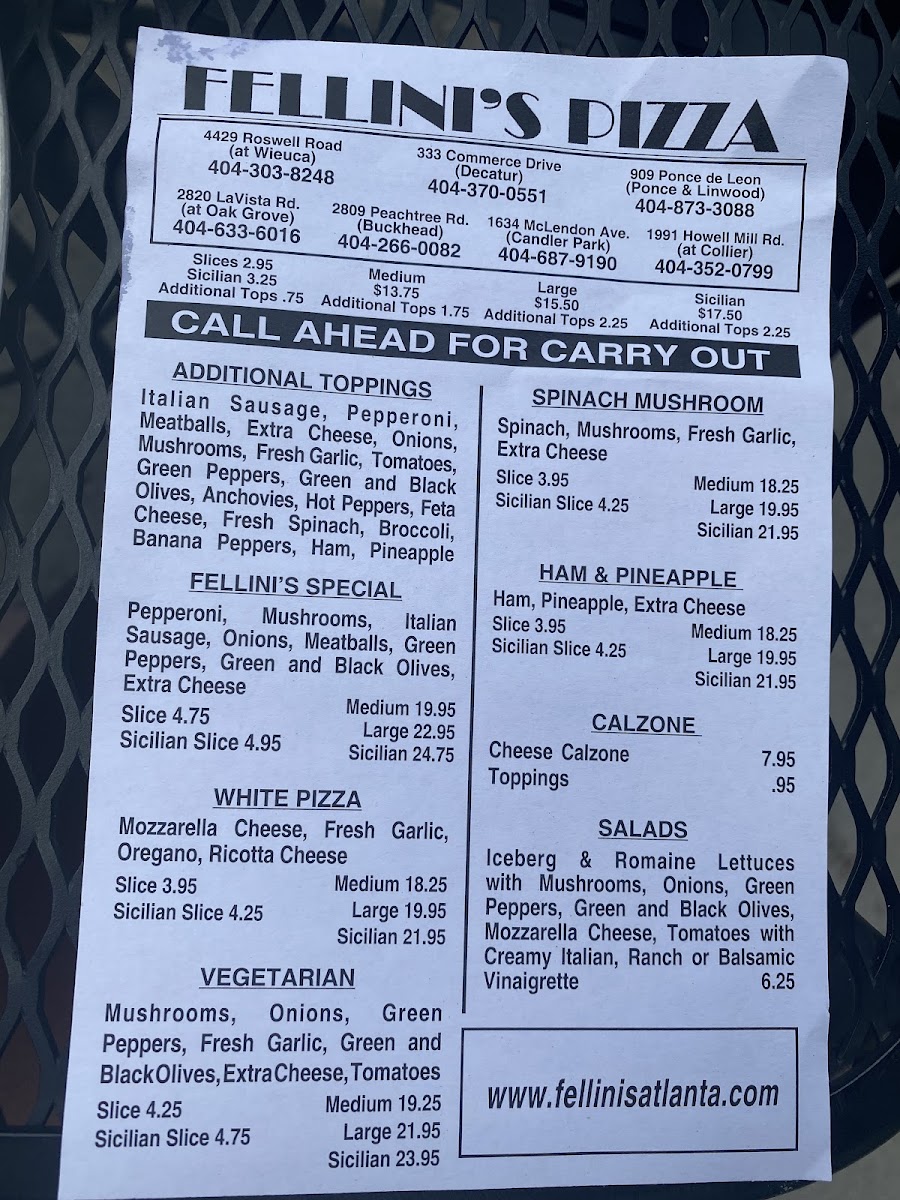 FELLINI'S PIZZA
4429 Roswell Road
(at Wieuca)
404-303-8248
333 Commerce Drive
(Decatur)
404-370-0551
909 Ponce de Leon
(Ponce & Linwood)
404-873-3088
2820 LaVista Rd.
(at Oak Grove)
404-633-6016
2809 Peachtree Rd.
(Buckhead)
404-266-0082
1634 McLendon Ave.
(Candler Park)
404-687-9190
1991 Howell Mill Rd.
(at Collier)
404-352-0799
Slices 2.95
Sicilian 3.25
Additional Tops .75
Medium
$13.75
Additional Tops 1.75
Large
$15.50
Additional Tops 2.25
Sicilian
$17.50
Additional Tops 2.25
CALL AHEAD FOR CARRY OUT
ADDITIONAL TOPPINGS
Italian Sausage, Pepperoni,
Meatballs, Extra Cheese, Onions,
Mushrooms, Fresh Garlic, Tomatoes,
Green Peppers, Green and Black
Olives, Anchovies, Hot Peppers, Feta
Cheese, Fresh Spinach, Broccoli,
Banana Peppers, Ham, Pineapple
FELLINI'S SPECIAL
Pepperoni, Mushrooms, Italian
Sausage, Onions, Meatballs, Green
Peppers, Green and Black Olives,
Extra Cheese
Slice 4.75 Medium 19.95
Sicilian Slice 4.95 Large 22.95
Sicilian 24.75
WHITE PIZZA
Mozzarella Cheese, Fresh Garlic,
Oregano, Ricotta Cheese
Slice 3.95 Medium 18.25
Sicilian Slice 4.25 Large 19.95
Sicilian 21.95
VEGETARIAN
Mushrooms, Onions, Green
Peppers, Fresh Garlic, Green and
Black Olives, Extra Cheese, Tomatoes
Slice 4.25 Medium 19.25
Sicilian Slice 4.75 Large 21.95
Sicilian 23.95
SPINACH MUSHROOM
Spinach, Mushrooms, Fresh Garlic,
Extra Cheese
Slice 3.95 Medium 18.25
Sicilian Slice 4.25 Large 19.95
Sicilian 21.95
HAM & PINEAPPLE
Ham, Pineapple, Extra Cheese
Slice 3.95 Medium 18.25
Sicilian Slice 4.25 Large 19.95
Sicilian 21.95
CALZONE
Cheese Calzone 7.95
Toppings .95
SALADS
Iceberg & Romaine Lettuces
with Mushrooms, Onions, Green
Peppers, Green and Black Olives,
Mozzarella Cheese, Tomatoes with
Creamy Italian, Ranch or Balsamic
Vinaigrette 6.25
www.fellinisatlanta.com